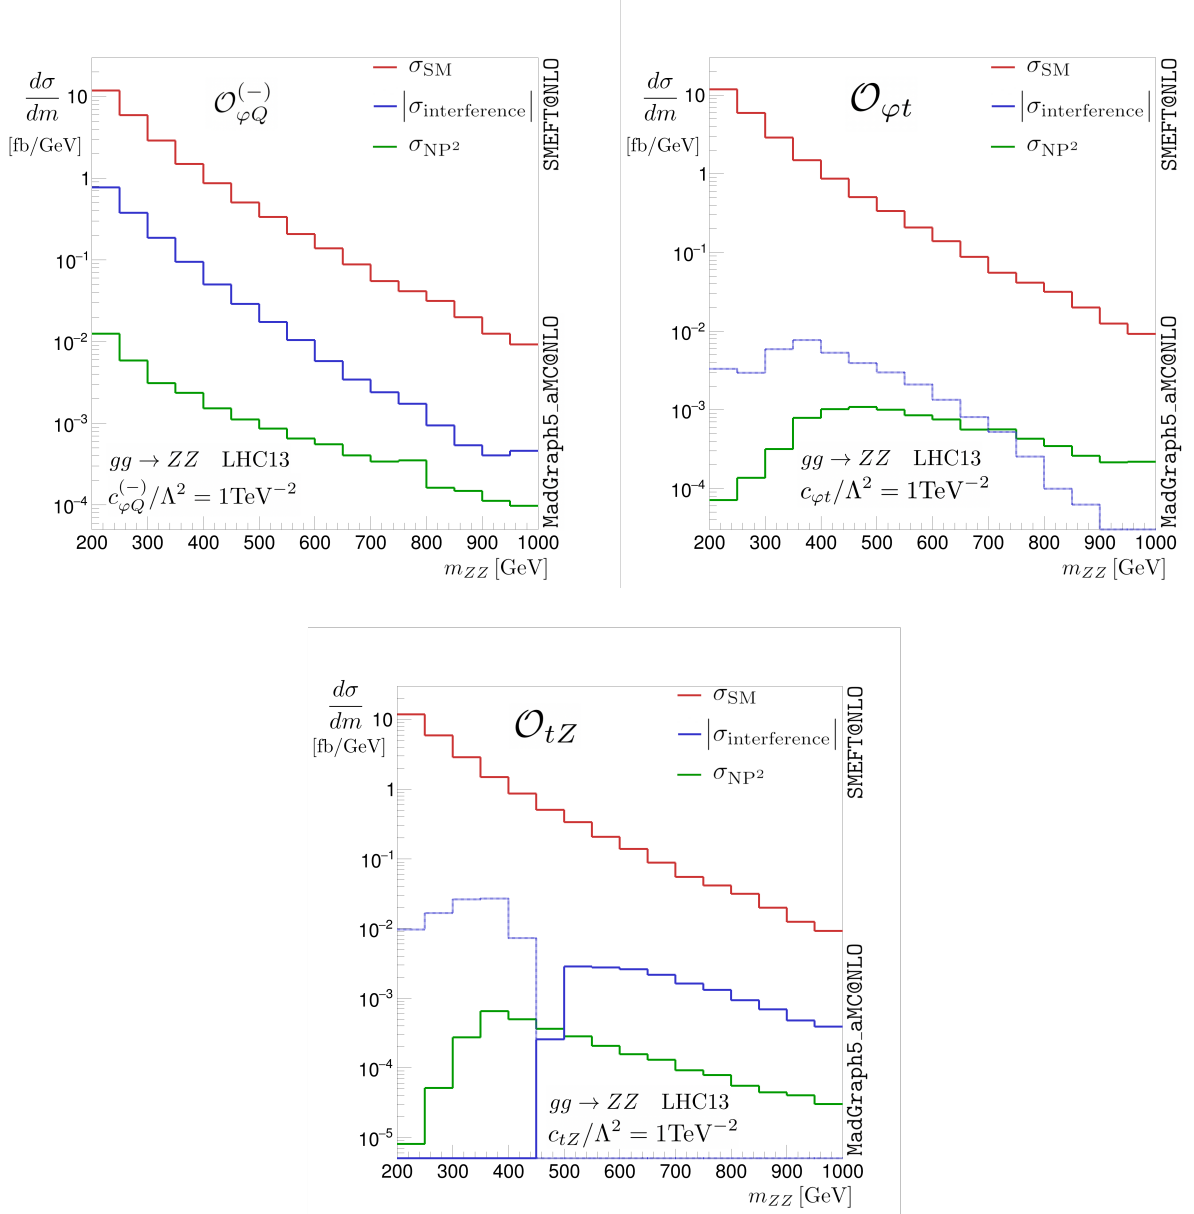 dσ/dm
[fb/GeV]
𝒪_{φQ}^{(−)}
σ_SM
|σ_interference|
σ_NP²
10
1
10⁻¹
10⁻²
10⁻³
10⁻⁴
gg → ZZ LHC13
c_{φQ}^{(−)}/Λ² = 1TeV⁻²
200 300 400 500 600 700 800 900 1000
m_ZZ [GeV]
SMEFT@NLO
MadGraph5_aMC@NLO
dσ/dm
[fb/GeV]
𝒪_{φt}
σ_SM
|σ_interference|
σ_NP²
10
1
10⁻¹
10⁻²
10⁻³
10⁻⁴
gg → ZZ LHC13
c_{φt}/Λ² = 1TeV⁻²
200 300 400 500 600 700 800 900 1000
m_ZZ [GeV]
SMEFT@NLO
MadGraph5_aMC@NLO
dσ/dm
[fb/GeV]
𝒪_{tZ}
σ_SM
|σ_interference|
σ_NP²
10
1
10⁻¹
10⁻²
10⁻³
10⁻⁴
10⁻⁵
gg → ZZ LHC13
c_{tZ}/Λ² = 1TeV⁻²
200 300 400 500 600 700 800 900 1000
m_ZZ [GeV]
SMEFT@NLO
MadGraph5_aMC@NLO